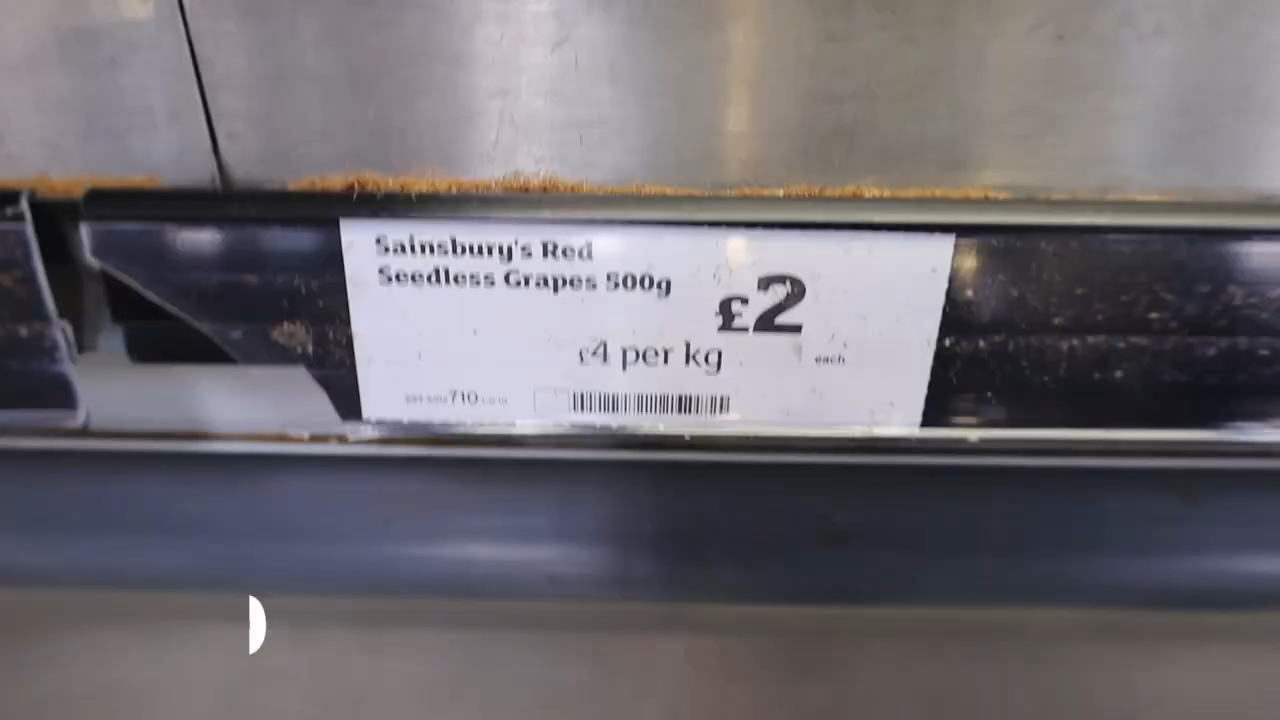 Sainsbury's Red
Seedless Grapes 500g
£2
£4 per kg
each
710